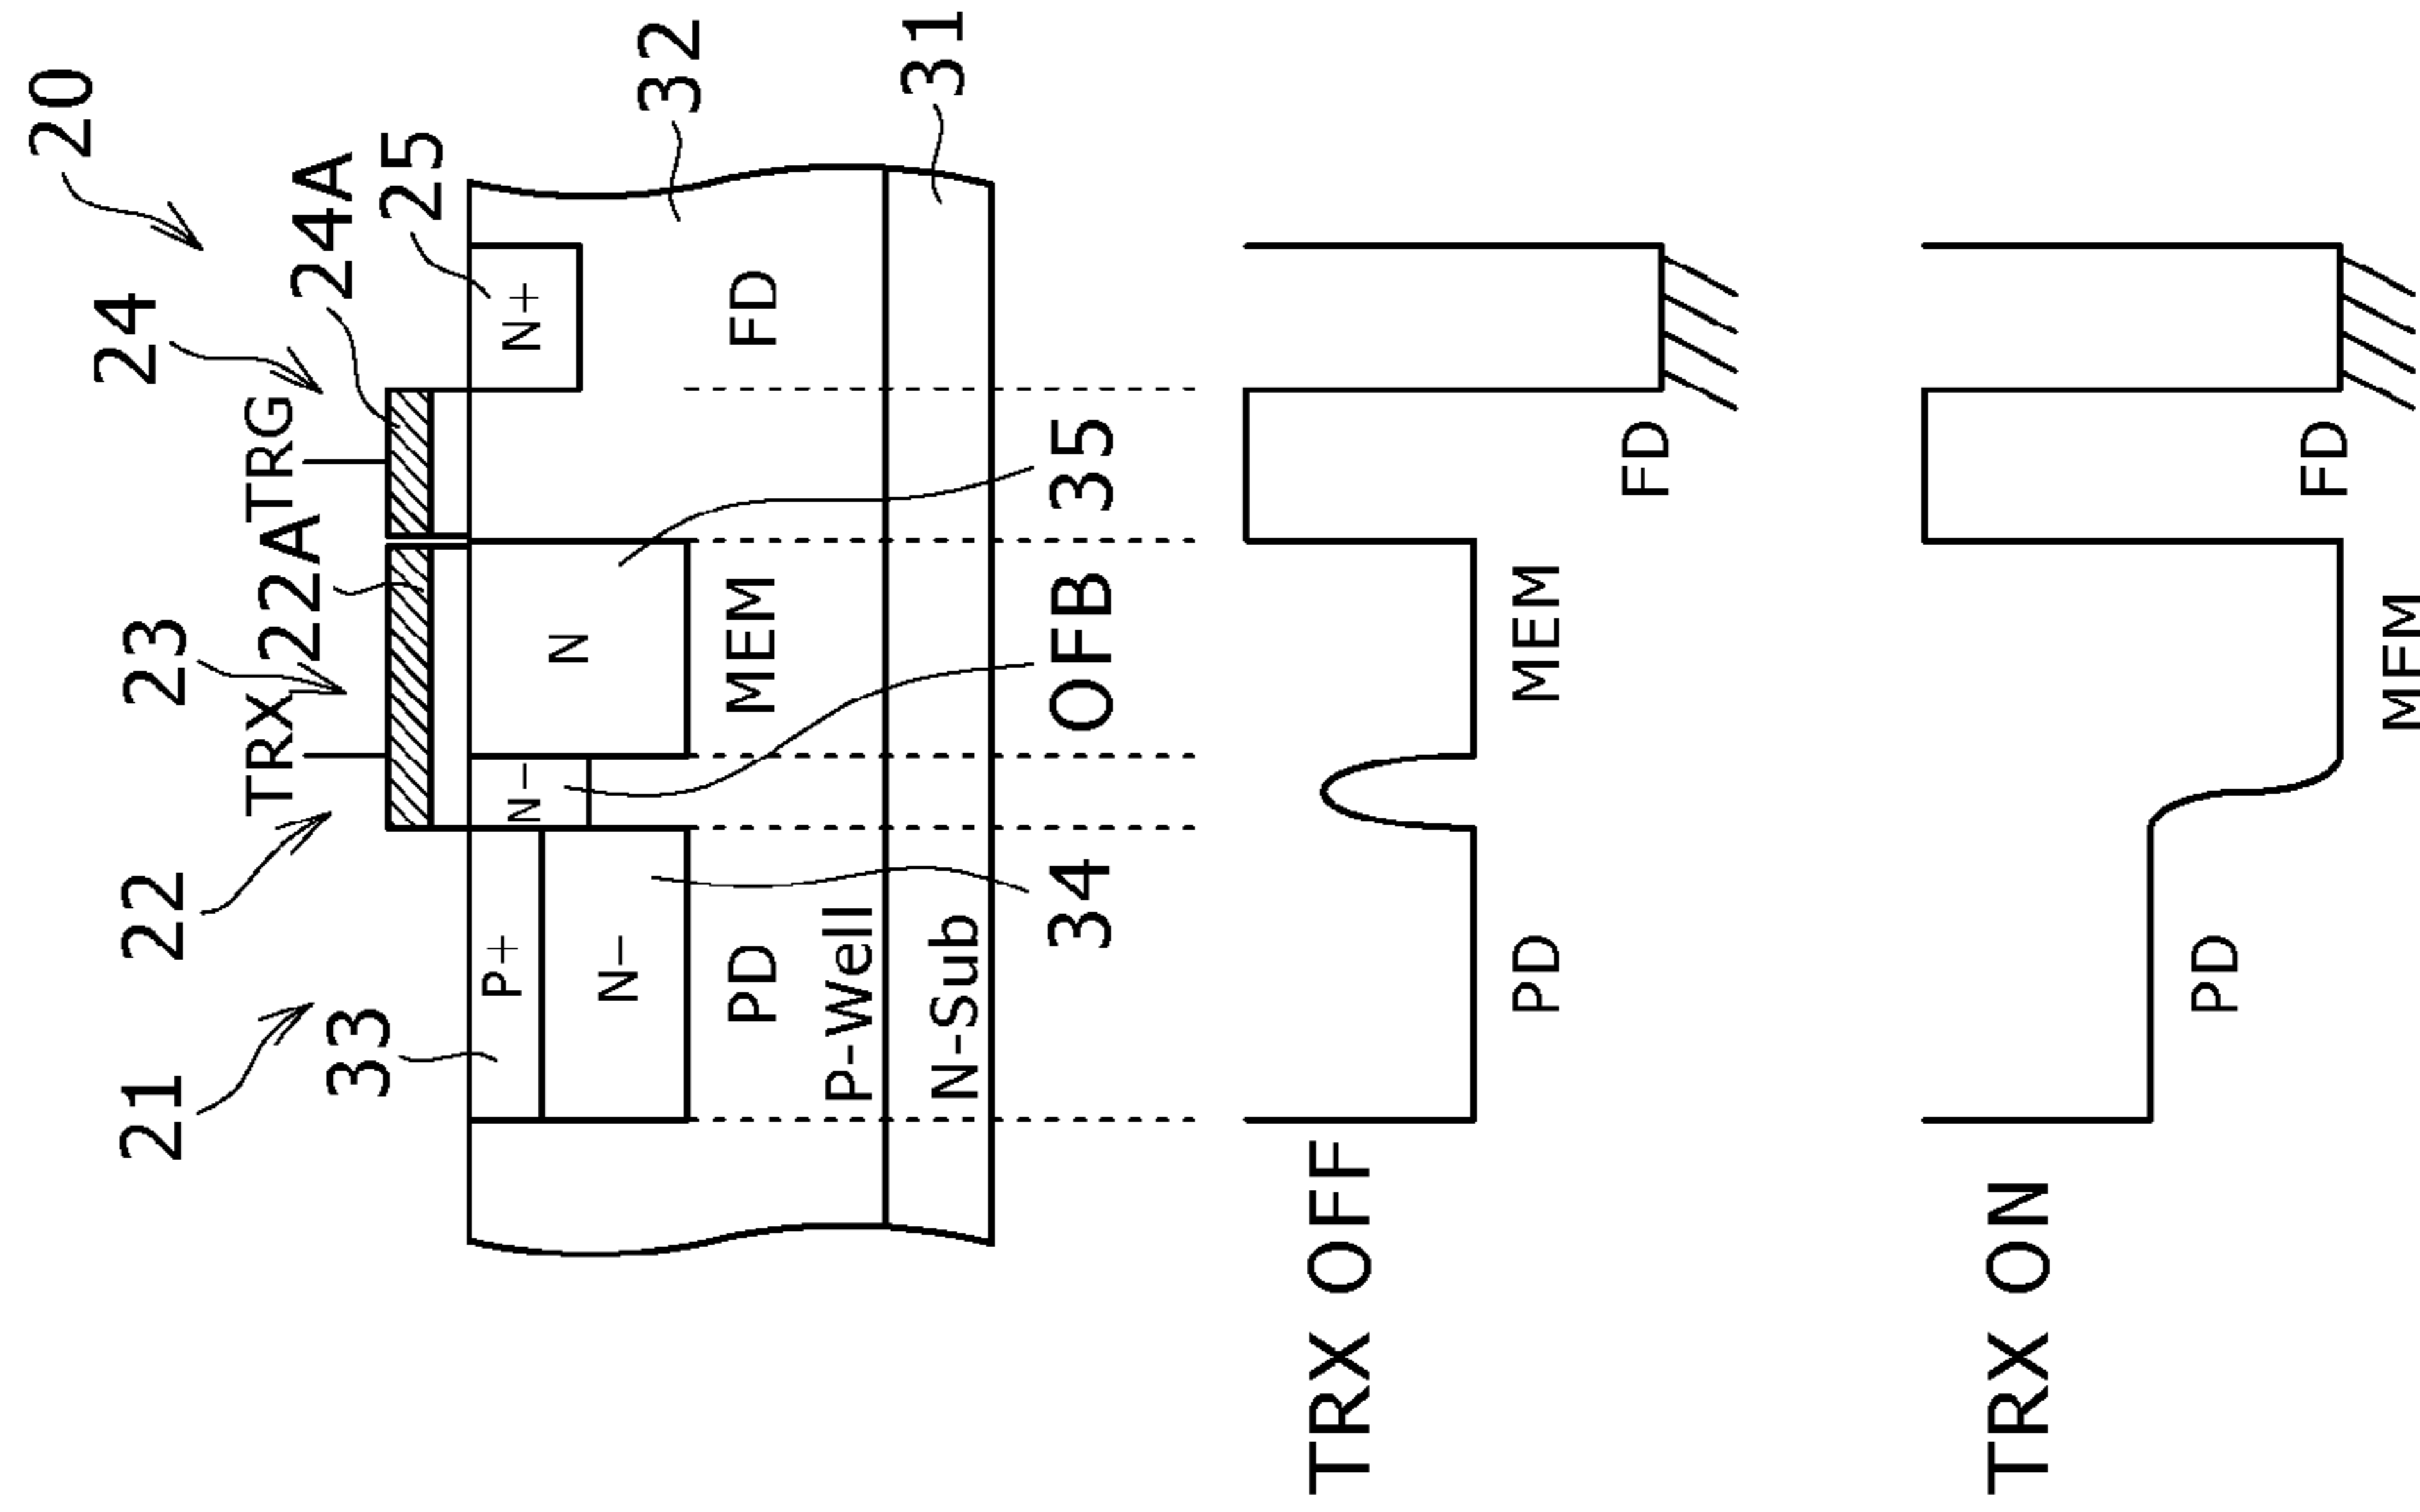 20
21
22
23
24
TRX
22A
TRG
24A
25
33
P+
N-
N-
N
N+
32
PD
MEM
FD
P-Well
N-Sub
31
34
OFB
35
TRX OFF
PD
MEM
FD
TRX ON
PD
MEM
FD